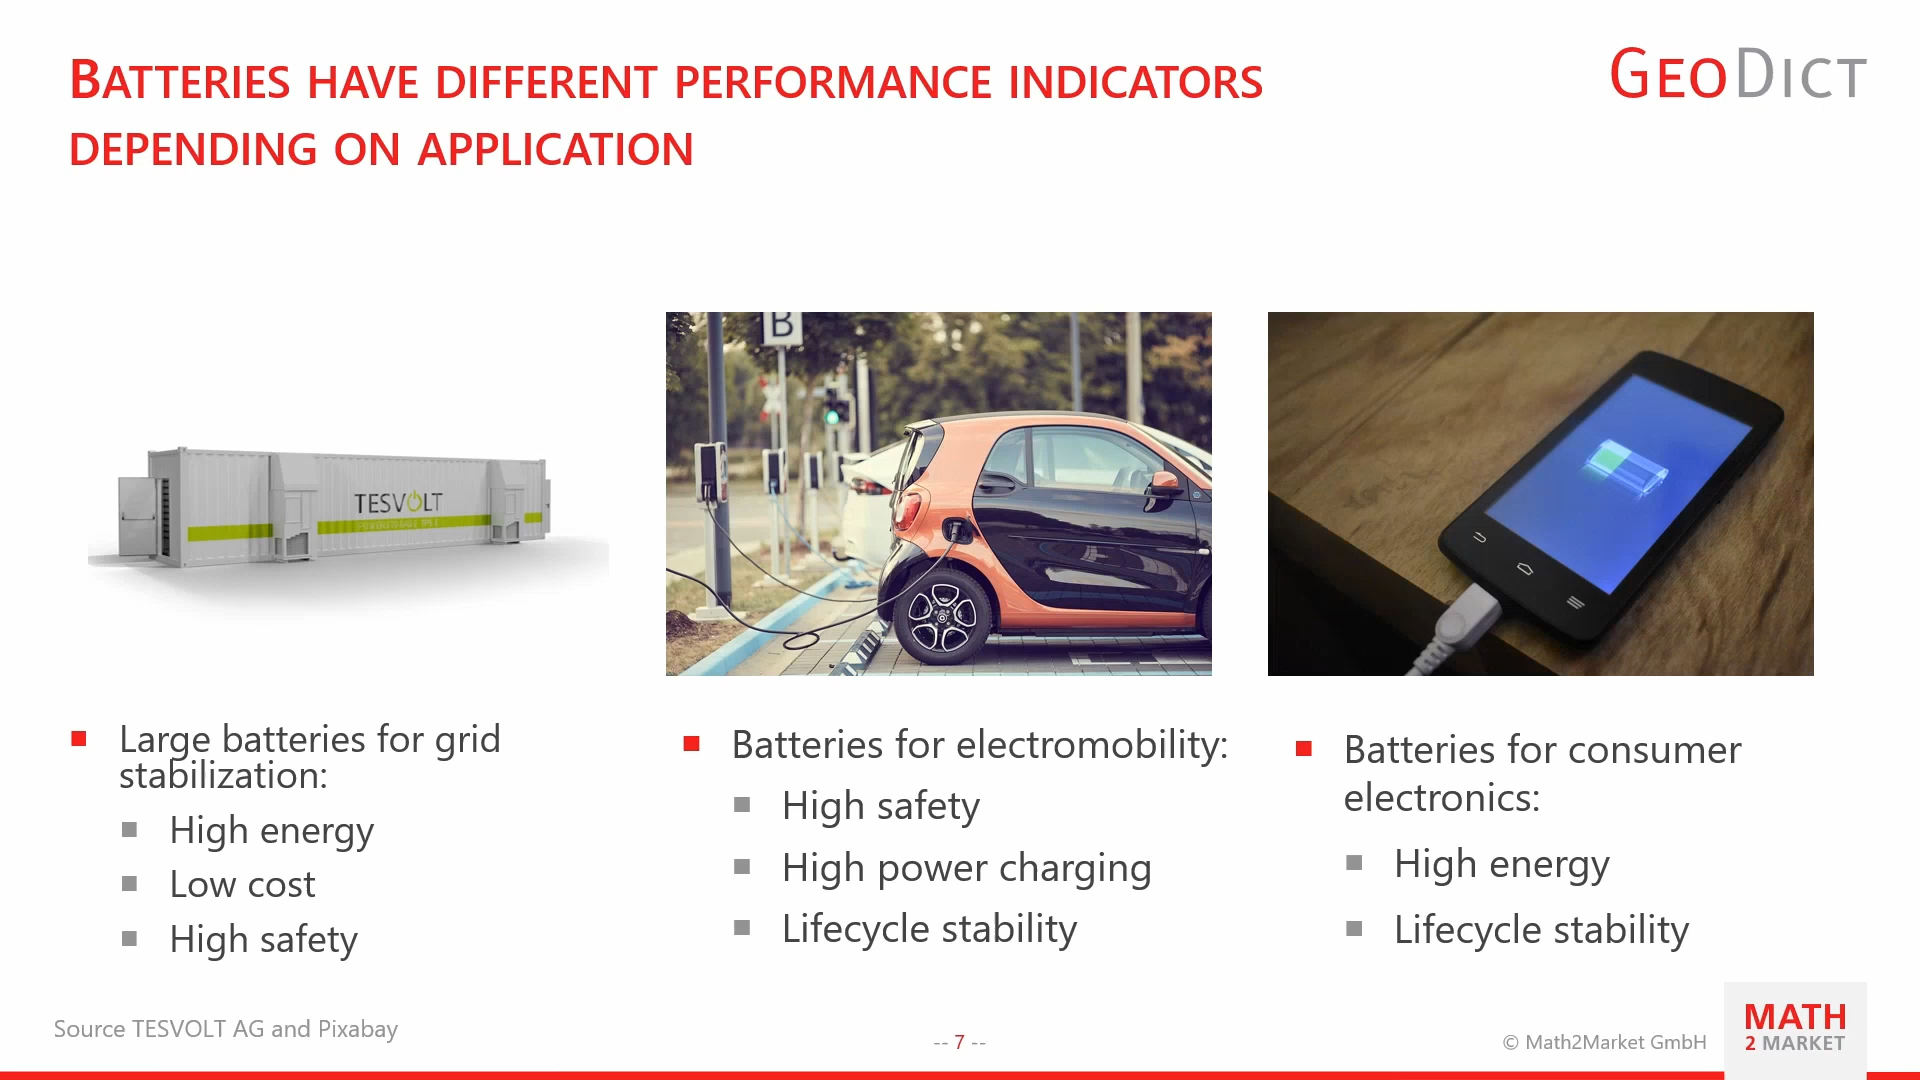 BATTERIES HAVE DIFFERENT PERFORMANCE INDICATORS
DEPENDING ON APPLICATION
GEODICT
B
TESVOLT
Large batteries for grid
stabilization:
High energy
Low cost
High safety
Batteries for electromobility:
High safety
High power charging
Lifecycle stability
Batteries for consumer
electronics:
High energy
Lifecycle stability
Source TESVOLT AG and Pixabay
-- 7 --
© Math2Market GmbH
MATH
2 MARKET